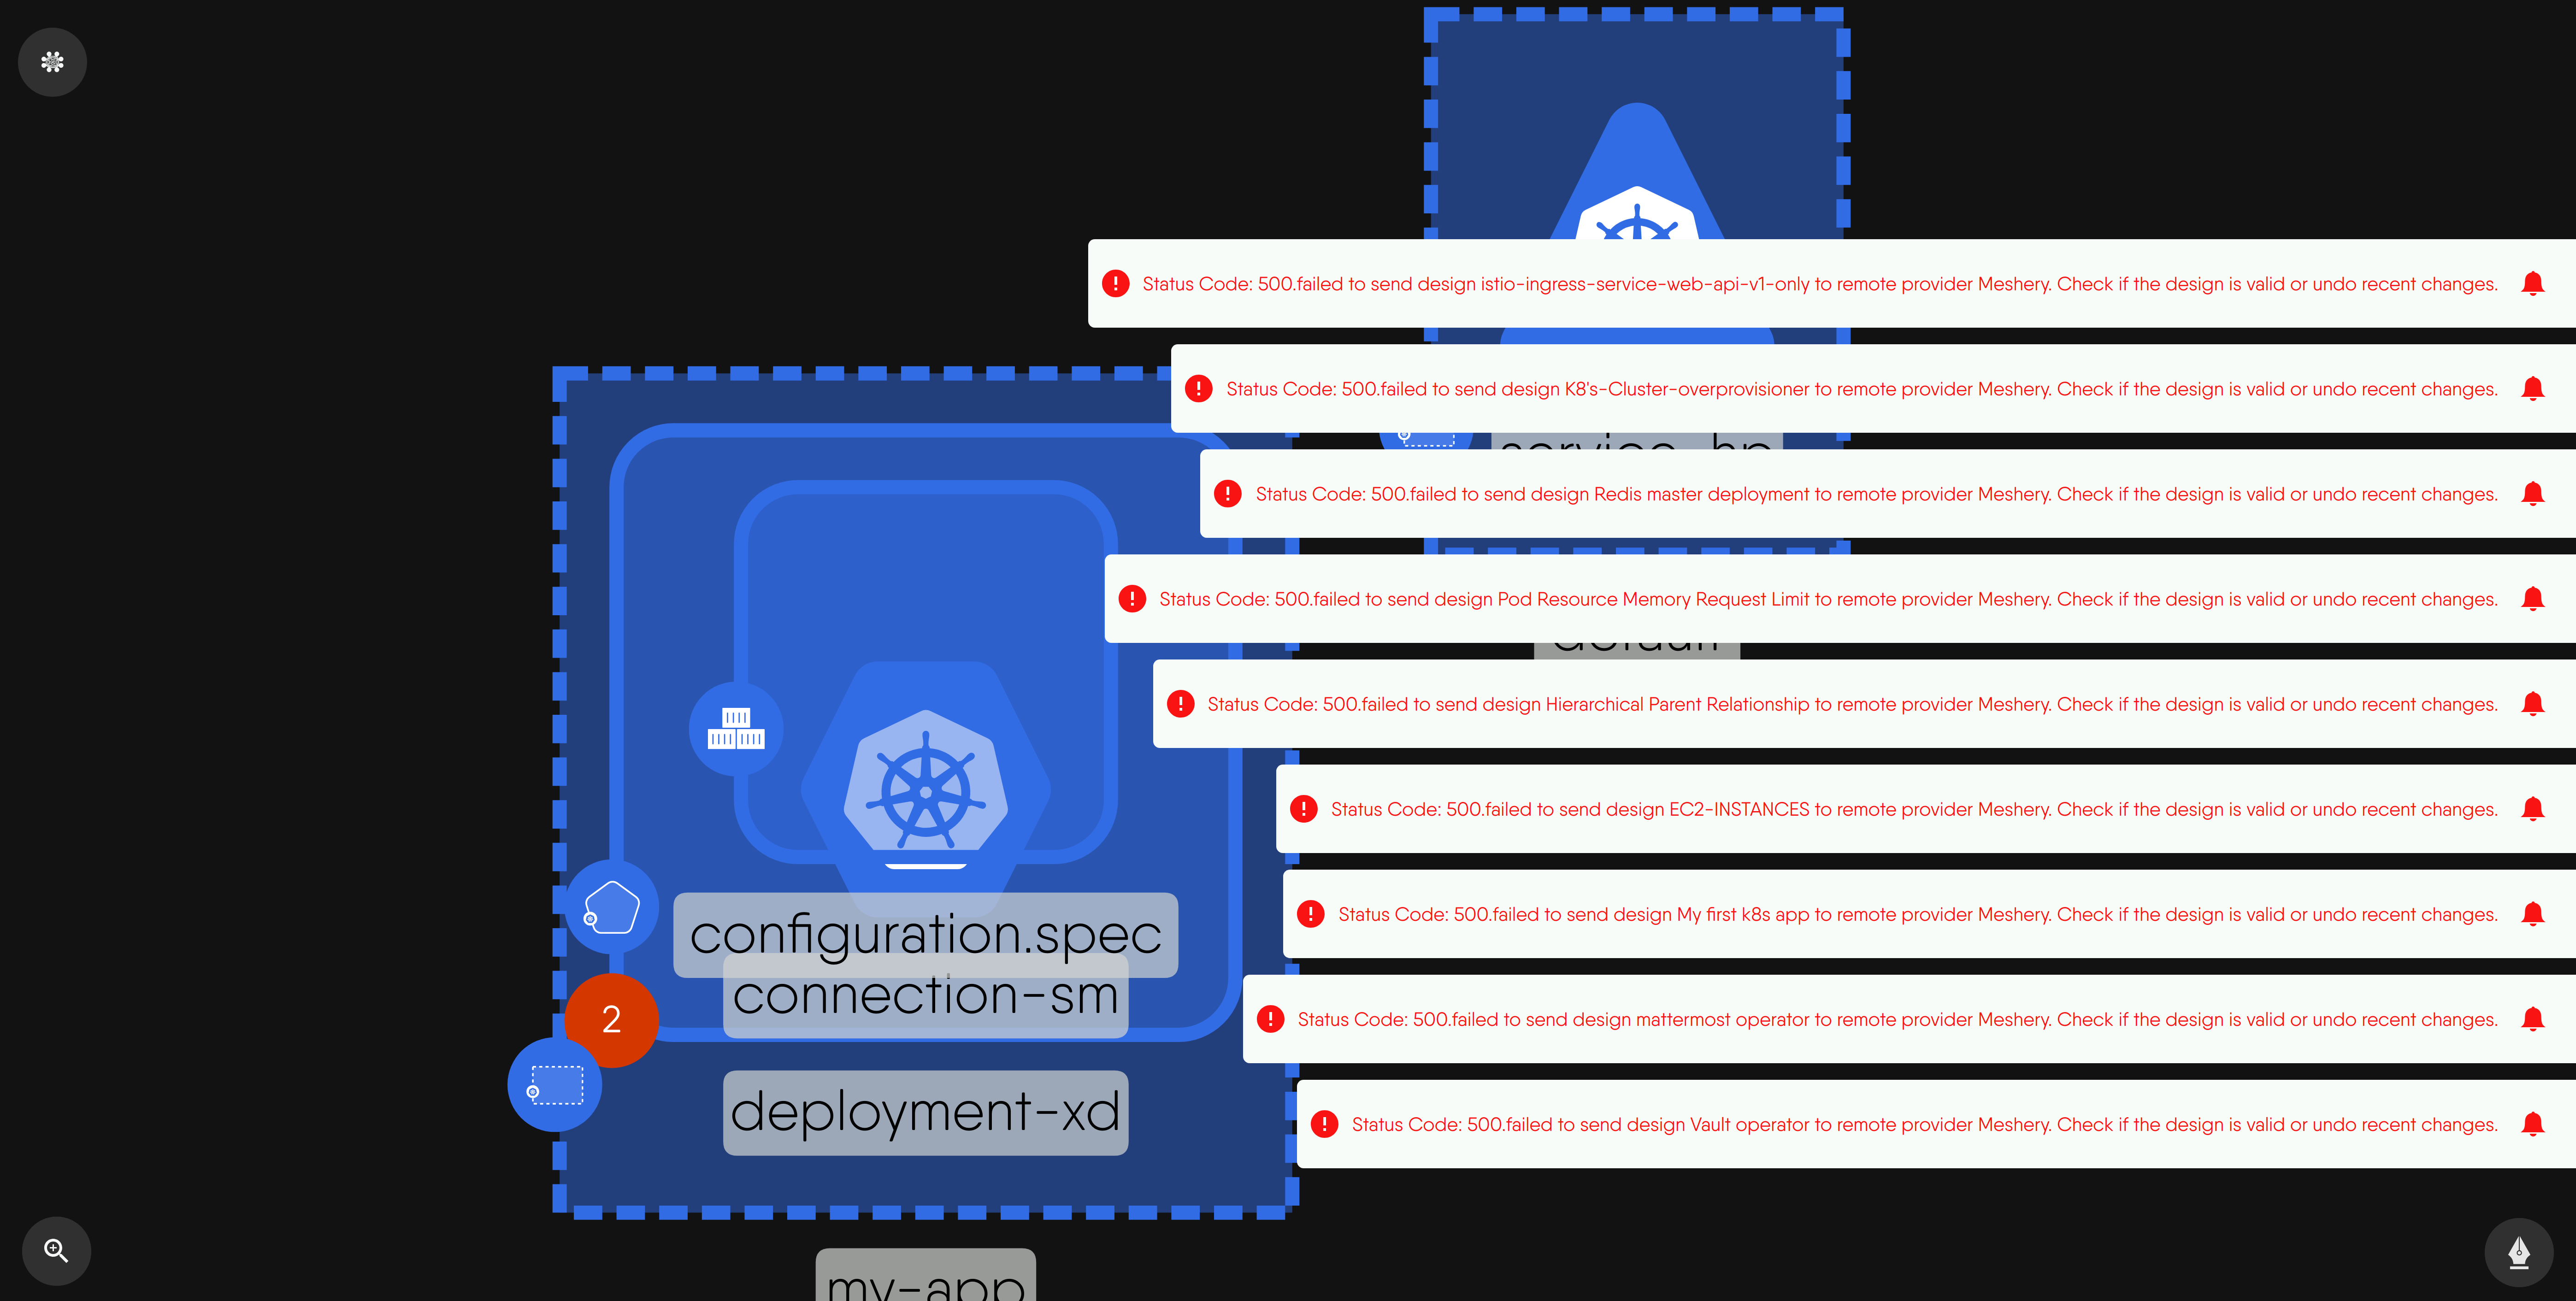 Status Code: 500.failed to send design istio-ingress-service-web-api-v1-only to remote provider Meshery. Check if the design is valid or undo recent changes.
Status Code: 500.failed to send design K8's-Cluster-overprovisioner to remote provider Meshery. Check if the design is valid or undo recent changes.
Status Code: 500.failed to send design Redis master deployment to remote provider Meshery. Check if the design is valid or undo recent changes.
Status Code: 500.failed to send design Pod Resource Memory Request Limit to remote provider Meshery. Check if the design is valid or undo recent changes.
default
Status Code: 500.failed to send design Hierarchical Parent Relationship to remote provider Meshery. Check if the design is valid or undo recent changes.
Status Code: 500.failed to send design EC2-INSTANCES to remote provider Meshery. Check if the design is valid or undo recent changes.
Status Code: 500.failed to send design My first k8s app to remote provider Meshery. Check if the design is valid or undo recent changes.
configuration.spec
connection-sm
Status Code: 500.failed to send design mattermost operator to remote provider Meshery. Check if the design is valid or undo recent changes.
2
deployment-xd
Status Code: 500.failed to send design Vault operator to remote provider Meshery. Check if the design is valid or undo recent changes.
my-app